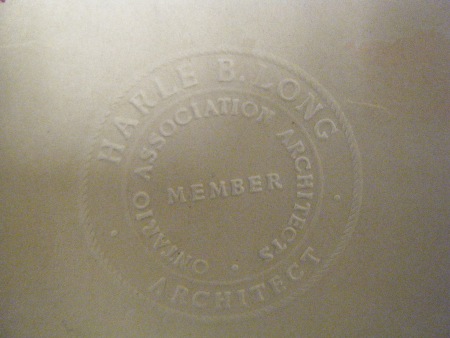 HARLE B. LONG
ARCHITECT
ONTARIO ASSOCIATION ARCHITECTS
MEMBER